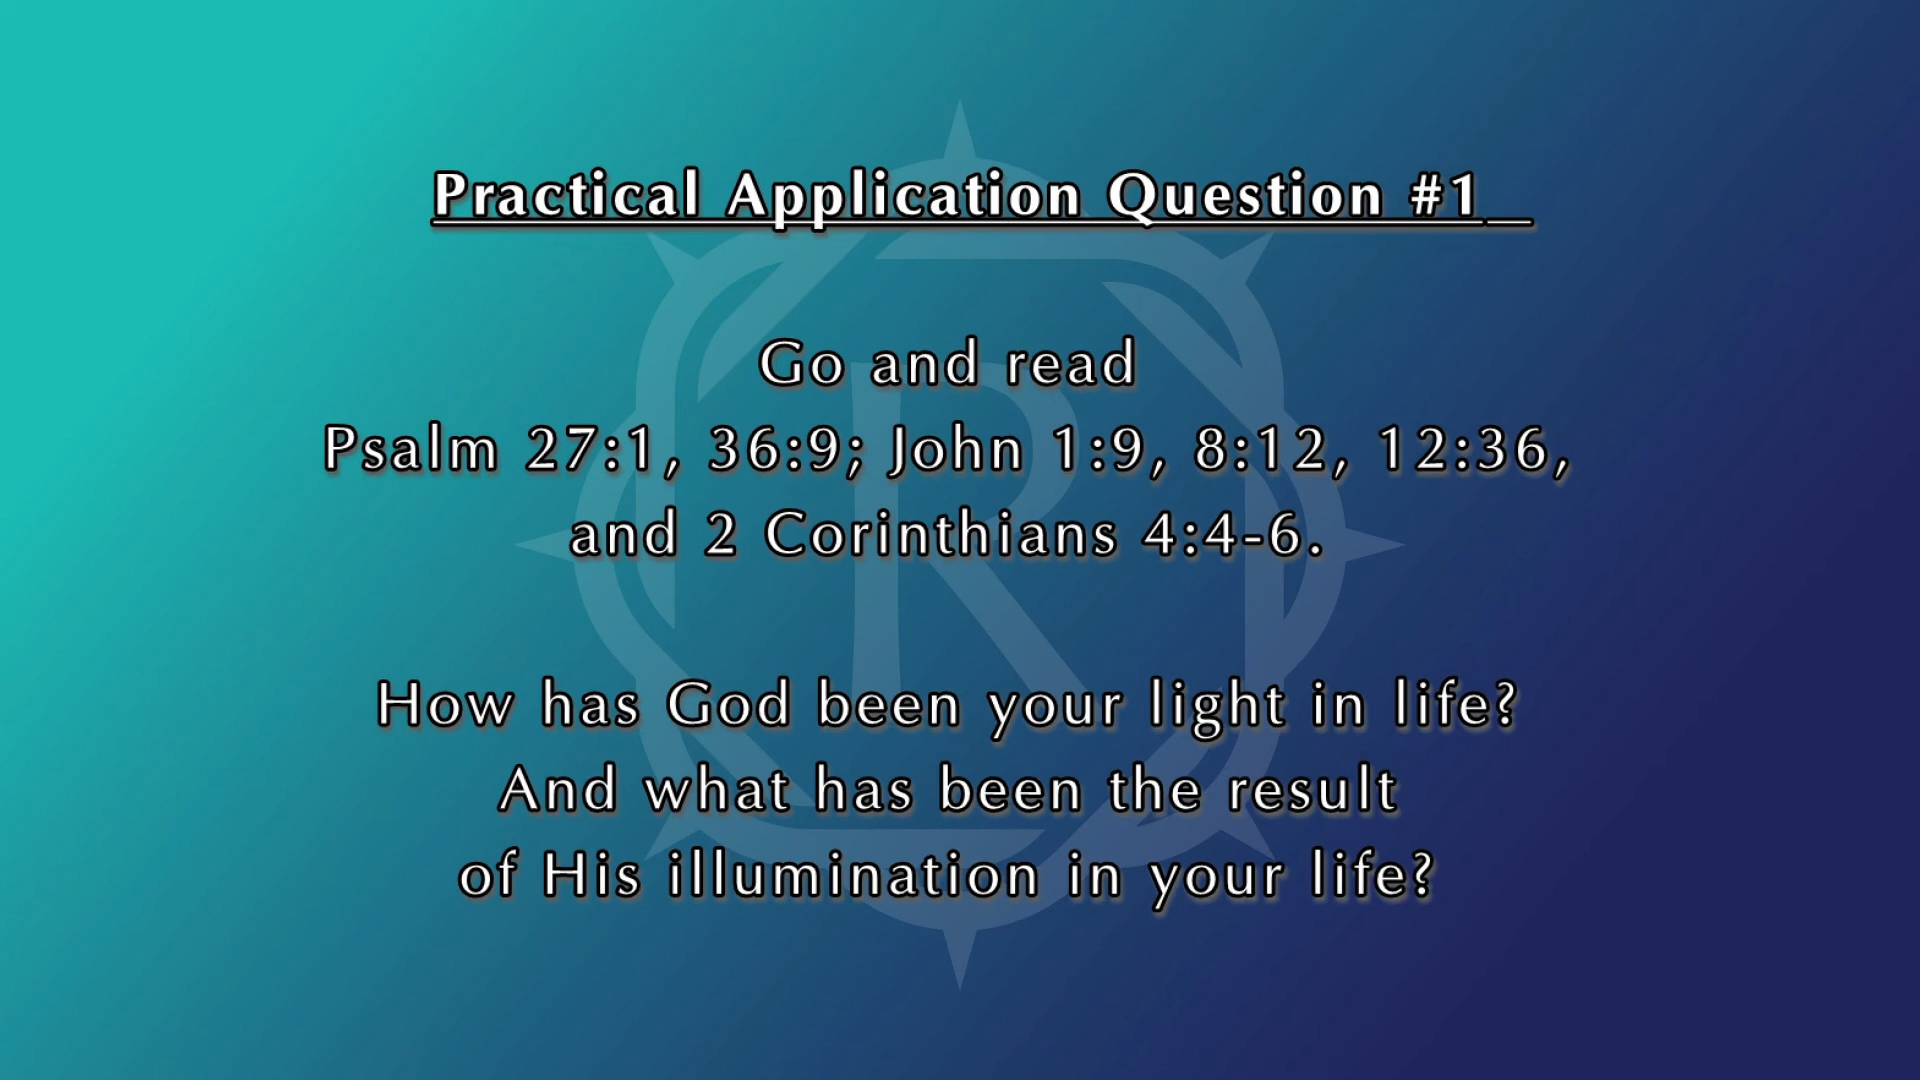 Practical Application Question #1
Go and read
Psalm 27:1, 36:9; John 1:9, 8:12, 12:36,
and 2 Corinthians 4:4-6.
How has God been your light in life?
And what has been the result
of His illumination in your life?
R